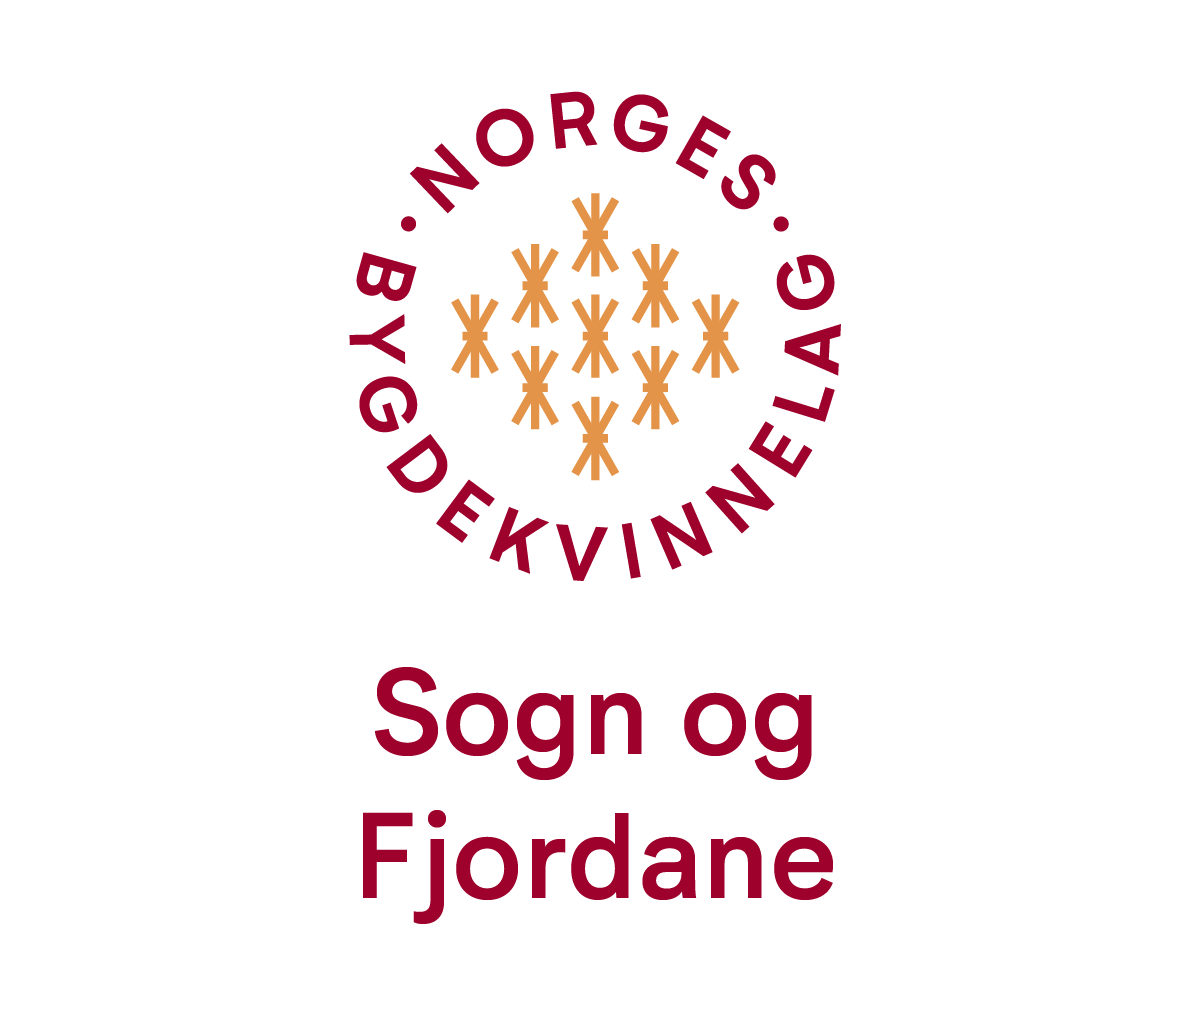 · NORGES ·
BYGDEKVINNELAG
Sogn og
Fjordane